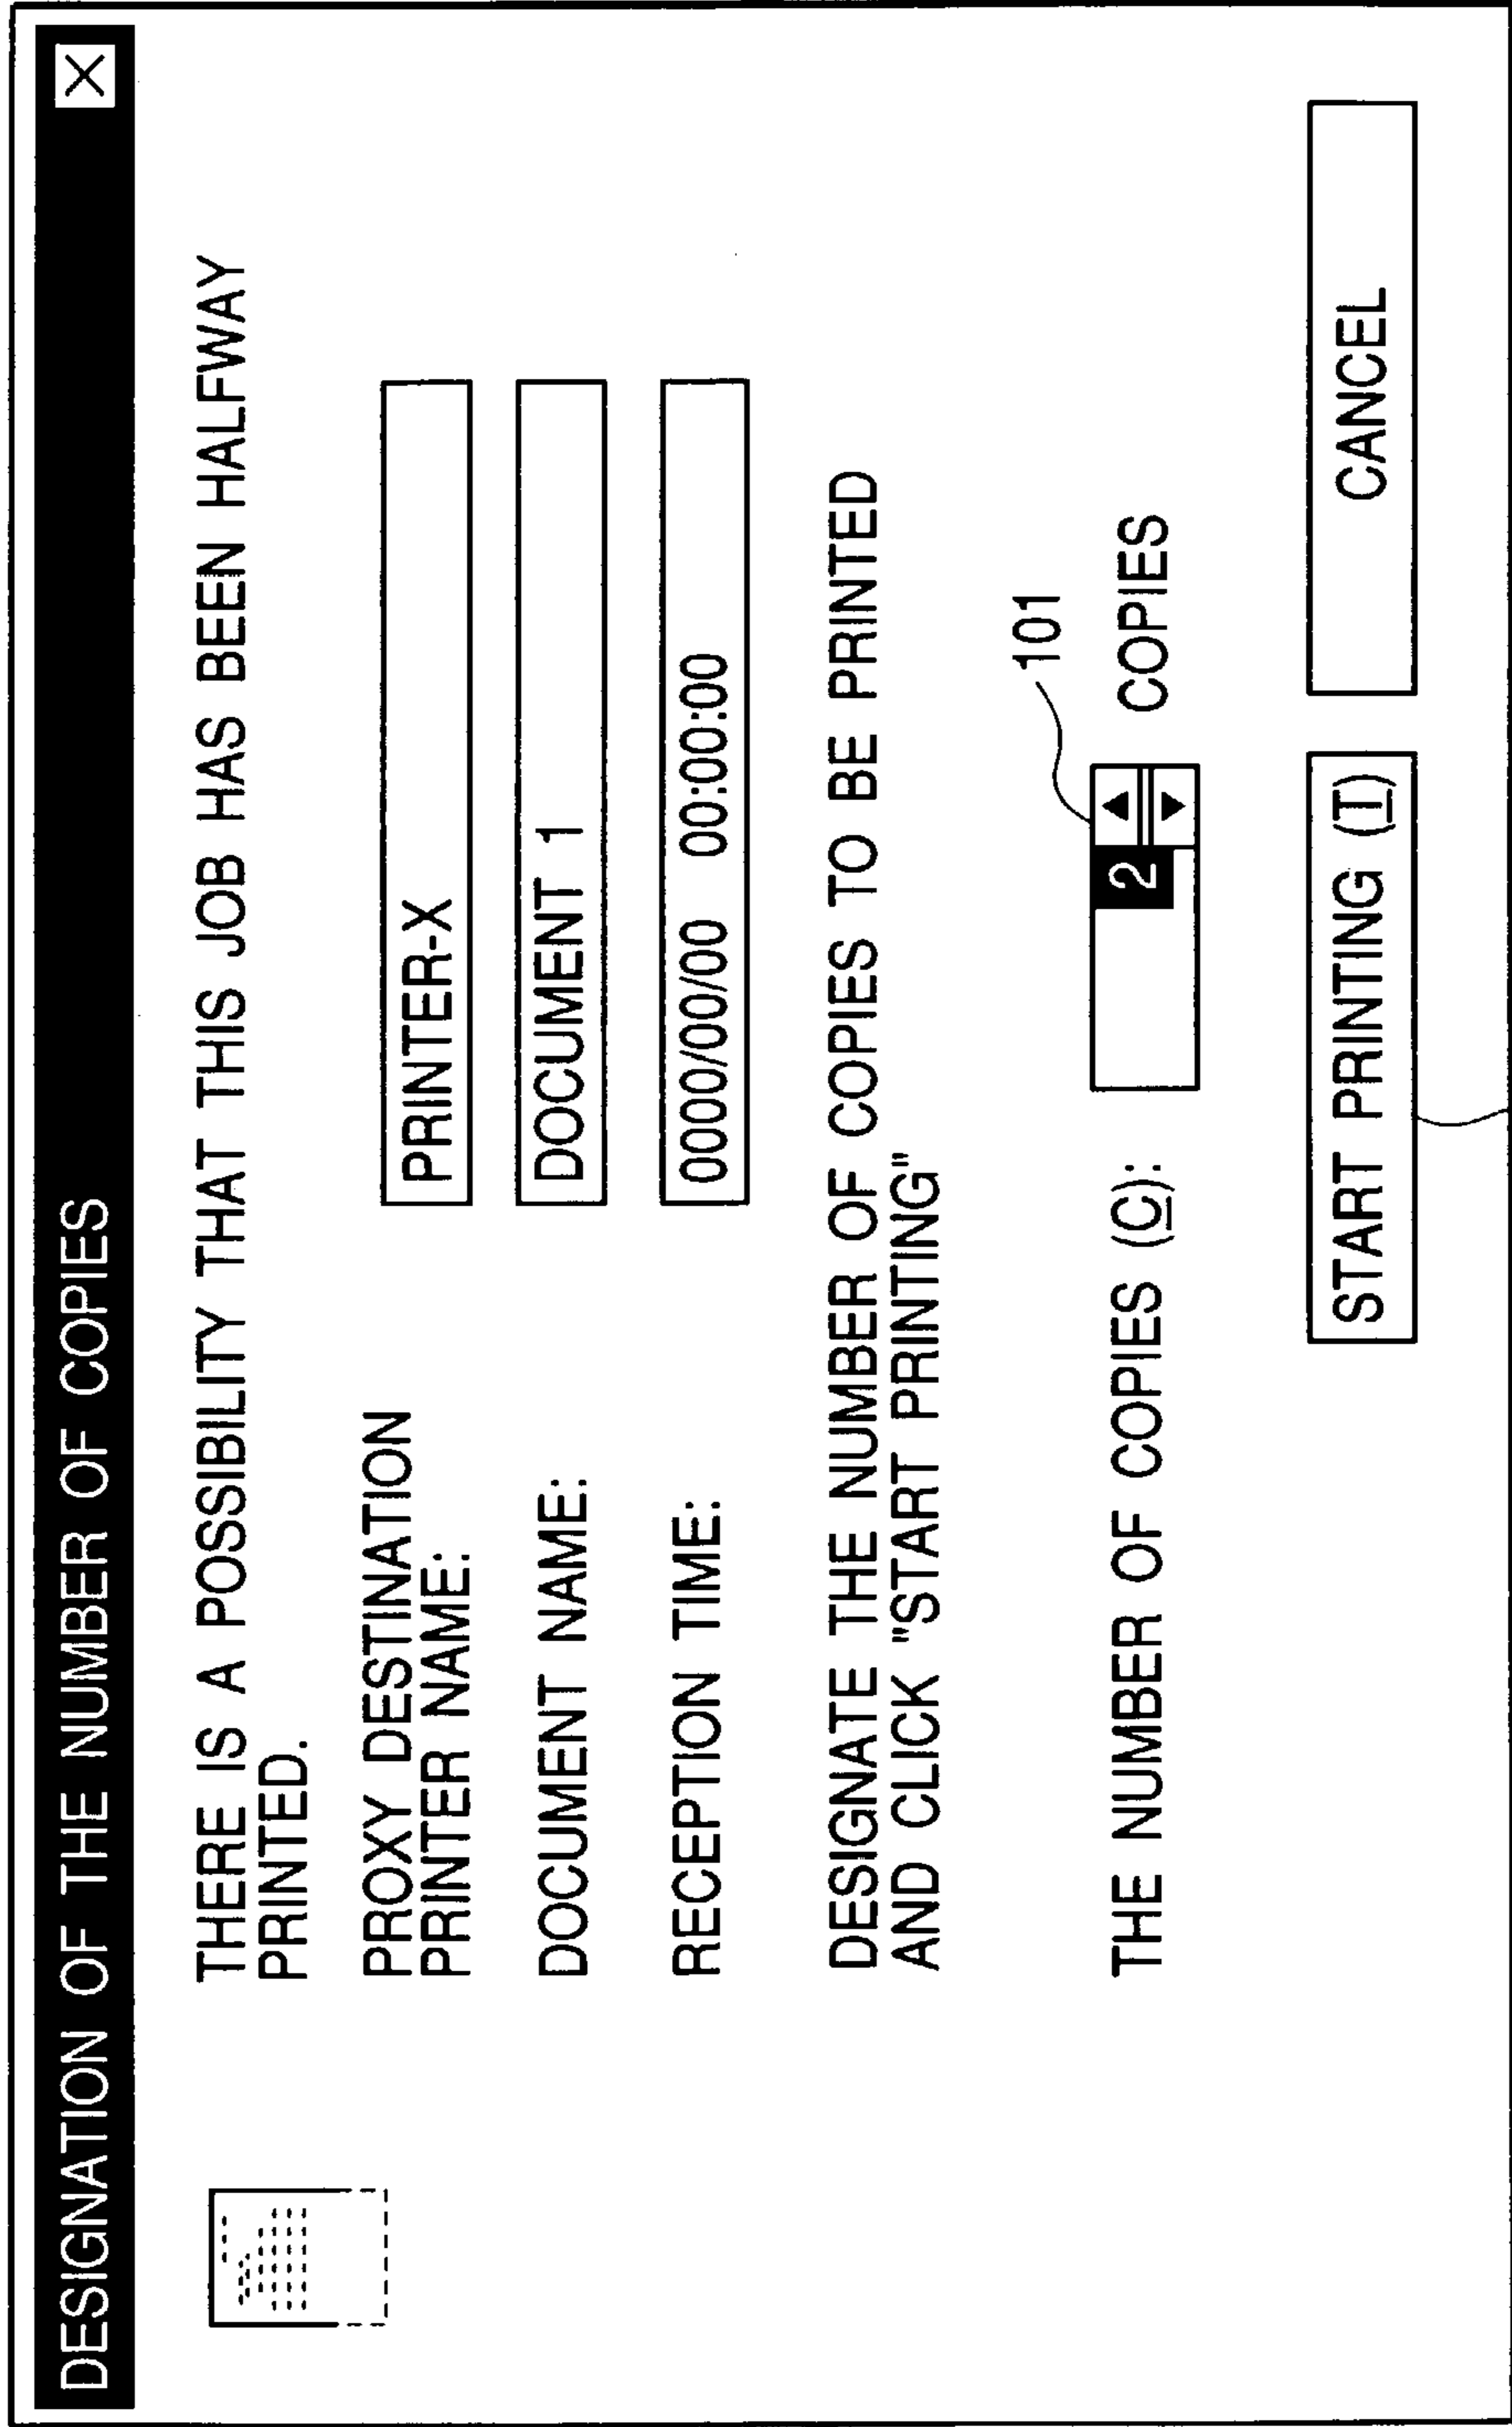 DESIGNATION OF THE NUMBER OF COPIES X
THERE IS A POSSIBILITY THAT THIS JOB HAS BEEN HALFWAY
PRINTED.
PROXY DESTINATION
PRINTER NAME:
PRINTER-X
DOCUMENT NAME:
DOCUMENT 1
RECEPTION TIME:
0000/00/00 00:00:00
DESIGNATE THE NUMBER OF COPIES TO BE PRINTED
AND CLICK "START PRINTING"
101
THE NUMBER OF COPIES (C): 2 COPIES
START PRINTING (T)
CANCEL